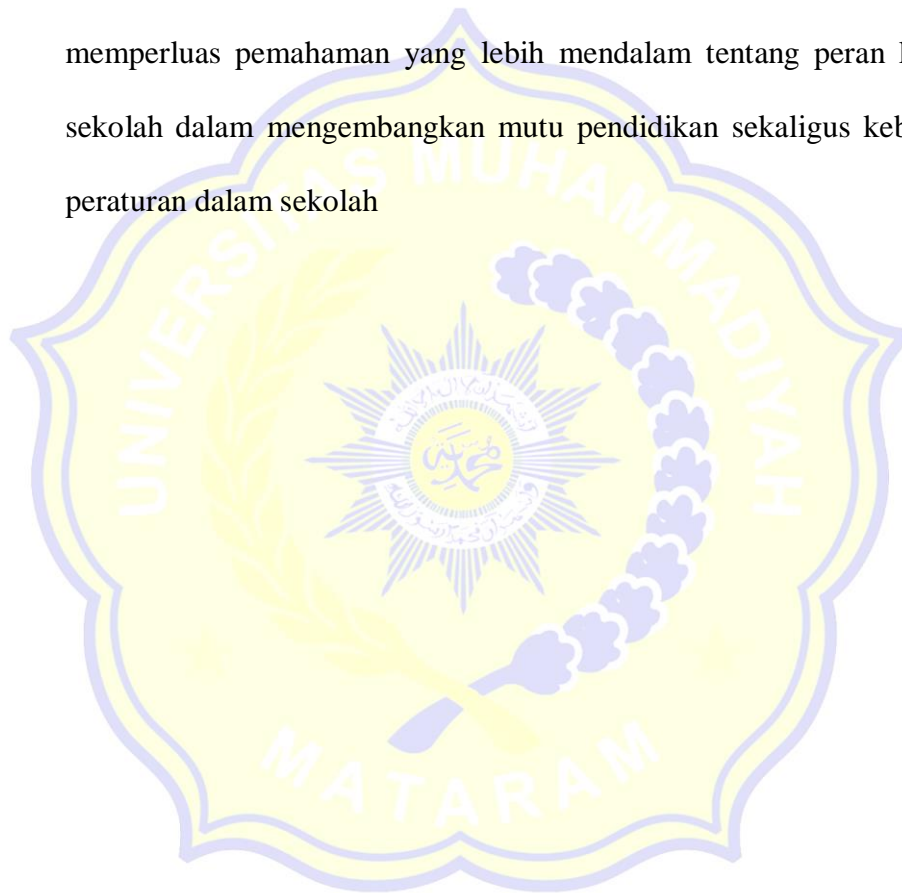 memperluas pemahaman yang lebih mendalam tentang peran
sekolah dalam mengembangkan mutu pendidikan sekaligus
peraturan dalam sekolah
UNIVERSITAS MUHAMMADIYAH
MATARAM